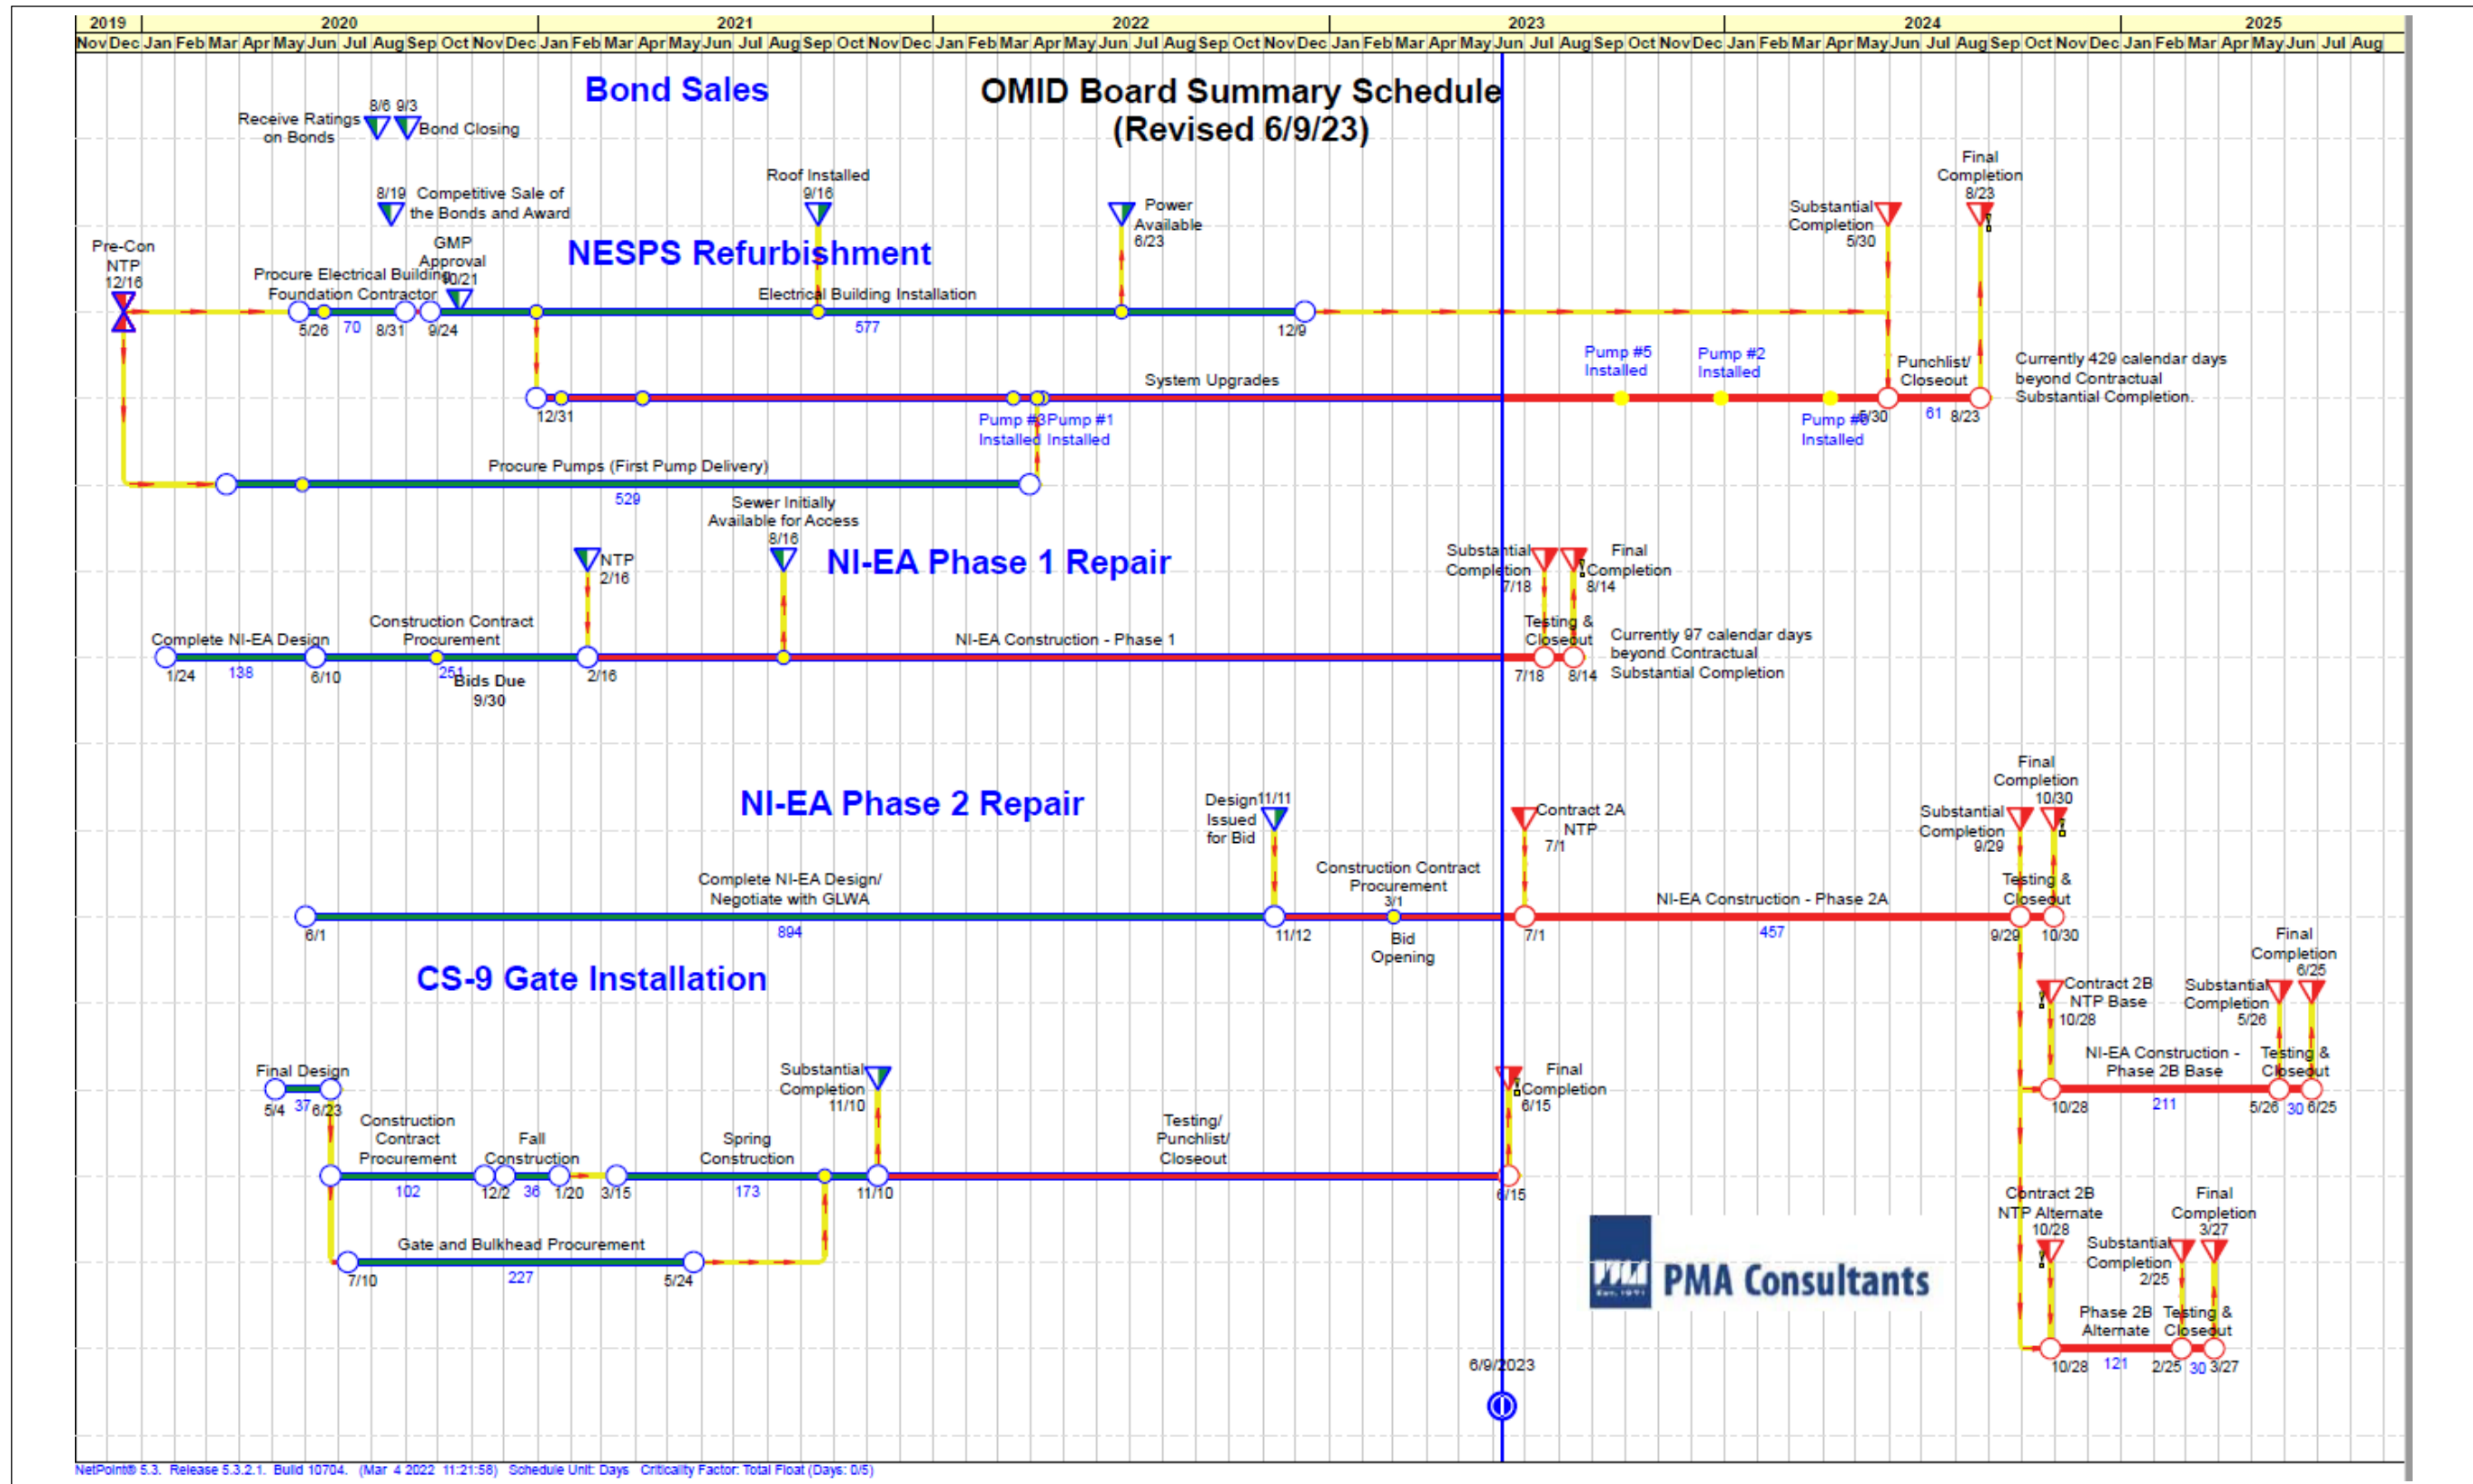 2019 2020 2021 2022 2023 2024 2025
Nov Dec Jan Feb Mar Apr May Jun Jul Aug Sep Oct Nov Dec Jan Feb Mar Apr May Jun Jul Aug Sep Oct Nov Dec Jan Feb Mar Apr May Jun Jul Aug Sep Oct Nov Dec Jan Feb Mar Apr May Jun Jul Aug Sep Oct Nov Dec Jan Feb Mar Apr May Jun Jul Aug Sep Oct Nov Dec Jan Feb Mar Apr May Jun Jul Aug
Bond Sales
OMID Board Summary Schedule
(Revised 6/9/23)
8/6 9/3
Receive Ratings
on Bonds
Bond Closing
8/19 Competitive Sale of
the Bonds and Award
Roof Installed
9/16
Power
Available
6/23
Substantial
Completion
5/30
Final
Completion
8/23
Pre-Con
NTP
12/16
GMP
Approval
10/21
NESPS Refurbishment
Procure Electrical Building
Foundation Contractor
Electrical Building Installation
5/26 70 8/31 9/24 577 12/9
Pump #5
Installed
Pump #2
Installed
System Upgrades
Punchlist/
Closeout
Currently 429 calendar days
beyond Contractual
Substantial Completion.
12/31
Pump #3
Installed
Pump #1
Installed
Pump #6
Installed
5/30 61 8/23
Procure Pumps (First Pump Delivery)
529
Sewer Initially
Available for Access
8/16
NTP
2/16
NI-EA Phase 1 Repair
Substantial
Completion
7/18
Final
Completion
8/14
Complete NI-EA Design
Construction Contract
Procurement
NI-EA Construction - Phase 1
Testing &
Closeout
Currently 97 calendar days
beyond Contractual
Substantial Completion
1/24 138 6/10 251 2/16 7/18 8/14
Bids Due
9/30
NI-EA Phase 2 Repair
Design
Issued
for Bid
11/11
Contract 2A
NTP
7/1
Substantial
Completion
9/29
Final
Completion
10/30
Complete NI-EA Design/
Negotiate with GLWA
Construction Contract
Procurement
3/1
NI-EA Construction - Phase 2A
Testing &
Closeout
6/1 894 11/12
Bid
Opening
7/1 457 9/29 10/30
CS-9 Gate Installation
Contract 2B
NTP Base
10/28
Substantial
Completion
5/26
Final
Completion
6/25
NI-EA Construction -
Phase 2B Base
Testing &
Closeout
10/28 211 5/26 30 6/25
Final Design
5/4 37 6/23
Substantial
Completion
11/10
Final
Completion
6/15
Construction
Contract
Procurement
Fall
Construction
Spring
Construction
Testing/
Punchlist/
Closeout
102 12/2 36 1/20 3/15 173 11/10 6/15
Gate and Bulkhead Procurement
7/10 227 5/24
Contract 2B
NTP Alternate
10/28
Substantial
Completion
2/25
Final
Completion
3/27
Phase 2B
Alternate
Testing &
Closeout
10/28 121 2/25 30 3/27
PMA Consultants
6/9/2023
NetPoint® 5.3. Release 5.3.2.1. Build 10704. (Mar 4 2022 11:21:58) Schedule Unit: Days Criticality Factor: Total Float (Days: 0/5)